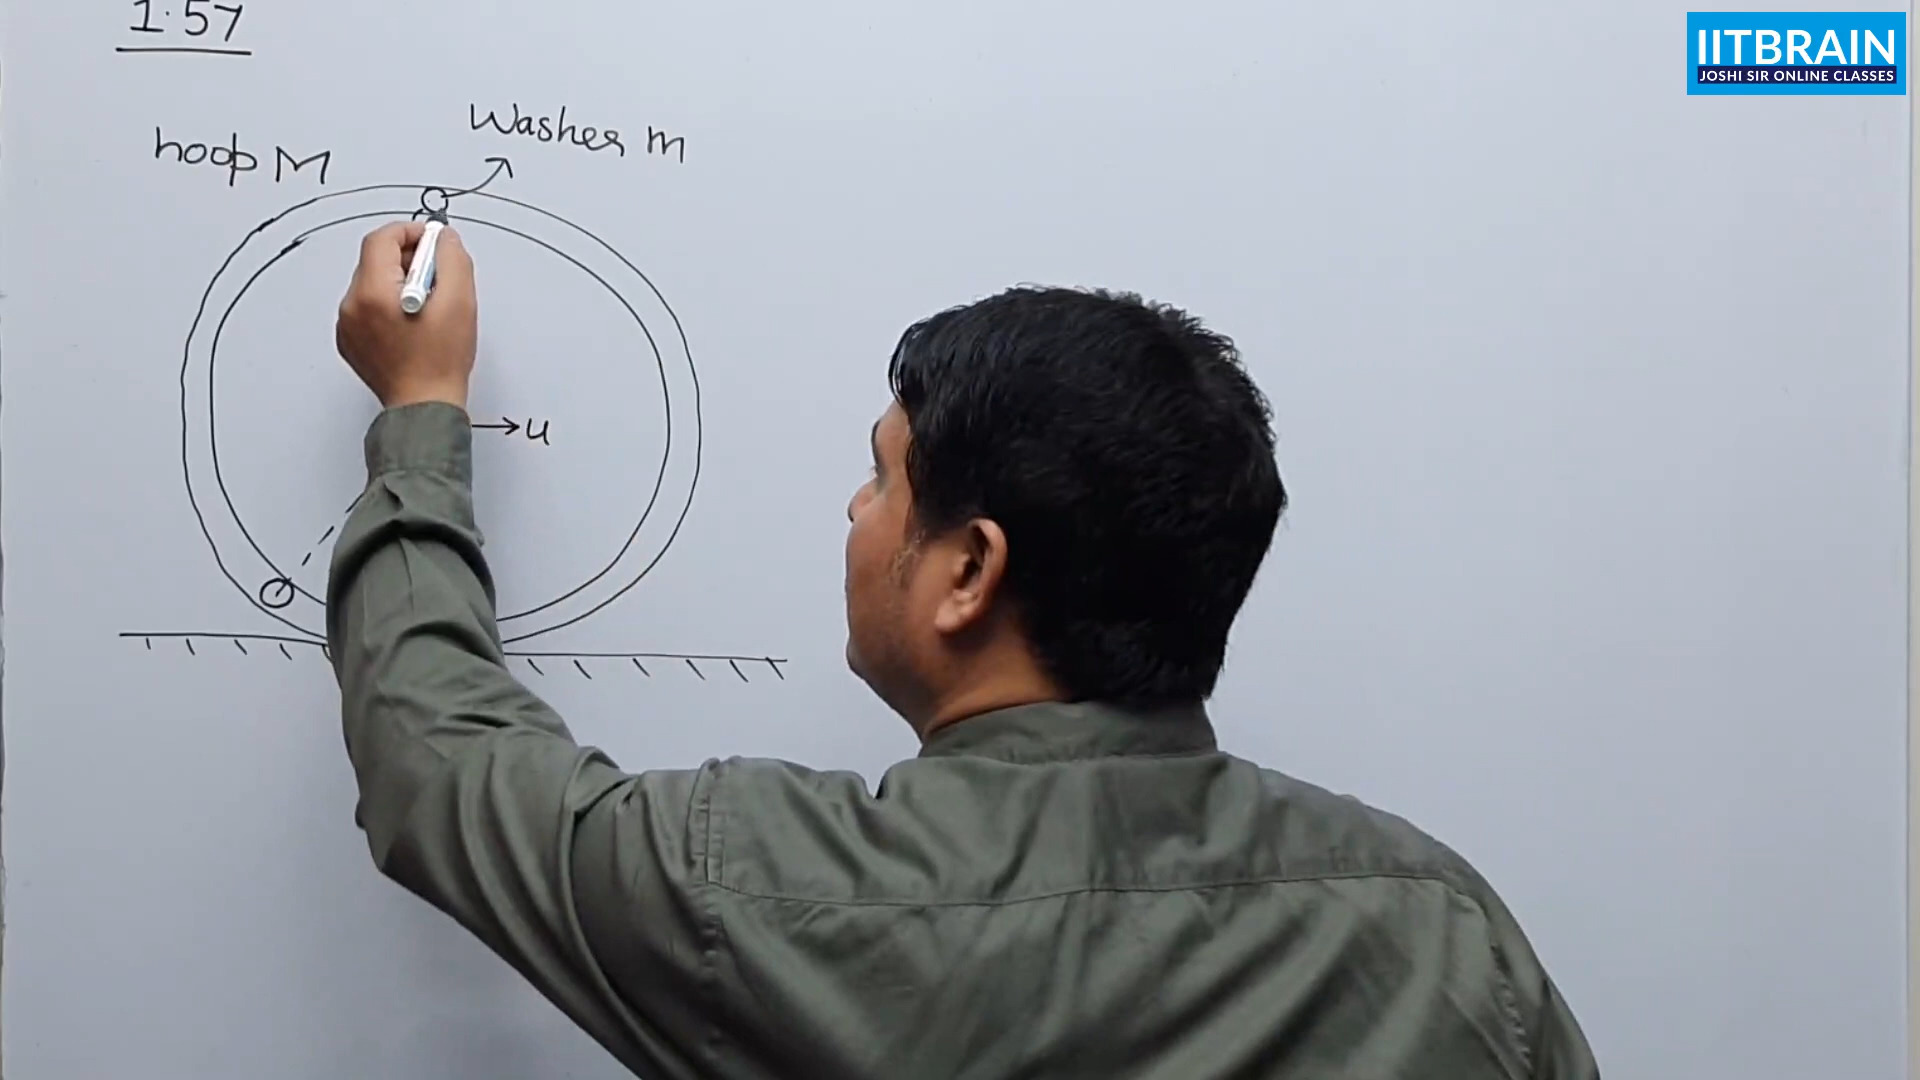 1.57
IITBRAIN
JOSHI SIR ONLINE CLASSES
Washer m
hoop M
u